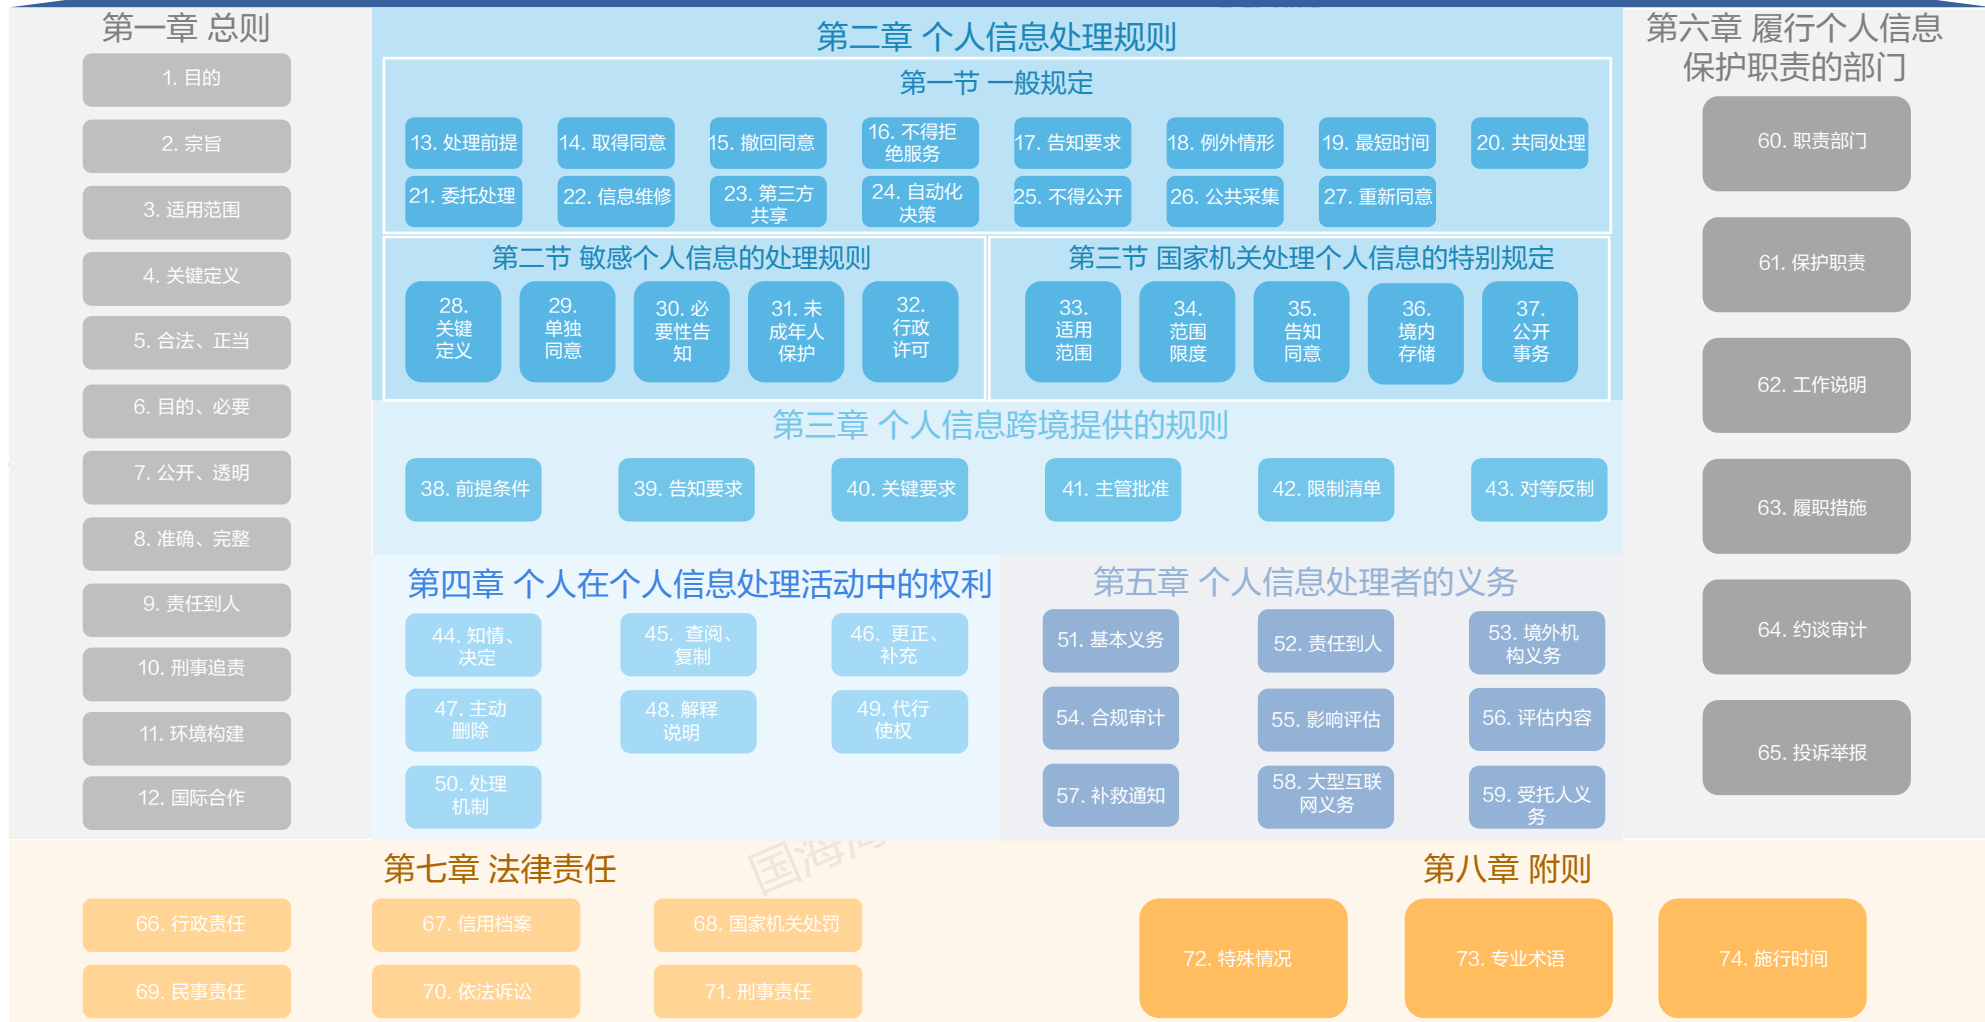 第一章 总则
1. 目的
2. 宗旨
3. 适用范围
4. 关键定义
5. 合法、正当
6. 目的、必要
7. 公开、透明
8. 准确、完整
9. 责任到人
10. 刑事追责
11. 环境构建
12. 国际合作
第二章 个人信息处理规则
第一节 一般规定
13. 处理前提
14. 取得同意
15. 撤回同意
16. 不得拒
绝服务
17. 告知要求
18. 例外情形
19. 最短时间
20. 共同处理
21. 委托处理
22. 信息维修
23. 第三方
共享
24. 自动化
决策
25. 不得公开
26. 公共采集
27. 重新同意
第二节 敏感个人信息的处理规则
28.
关键
定义
29.
单独
同意
30. 必
要性告
知
31. 未
成年人
保护
32.
行政
许可
第三节 国家机关处理个人信息的特别规定
33.
适用
范围
34.
范围
限度
35.
告知
同意
36.
境内
存储
37.
公开
事务
第三章 个人信息跨境提供的规则
38. 前提条件
39. 告知要求
40. 关键要求
41. 主管批准
42. 限制清单
43. 对等反制
第四章 个人在个人信息处理活动中的权利
44. 知情、
决定
45. 查阅、
复制
46. 更正、
补充
47. 主动
删除
48. 解释
说明
49. 代行
使权
50. 处理
机制
第五章 个人信息处理者的义务
51. 基本义务
52. 责任到人
53. 境外机
构义务
54. 合规审计
55. 影响评估
56. 评估内容
57. 补救通知
58. 大型互联
网义务
59. 受托人义
务
第六章 履行个人信息
保护职责的部门
60. 职责部门
61. 保护职责
62. 工作说明
63. 履职措施
64. 约谈审计
65. 投诉举报
第七章 法律责任
66. 行政责任
67. 信用档案
68. 国家机关处罚
69. 民事责任
70. 依法诉讼
71. 刑事责任
第八章 附则
72. 特殊情况
73. 专业术语
74. 施行时间
国海